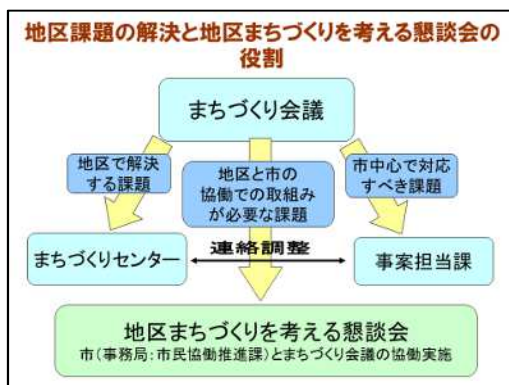 地区課題の解決と地区まちづくりを考える懇談会の
役割
まちづくり会議
地区で解決
する課題
地区と市の
協働での取組み
が必要な課題
市中心で対応
すべき課題
まちづくりセンター
連絡調整
事案担当課
地区まちづくりを考える懇談会
市(事務局:市民協働推進課)とまちづくり会議の協働実施